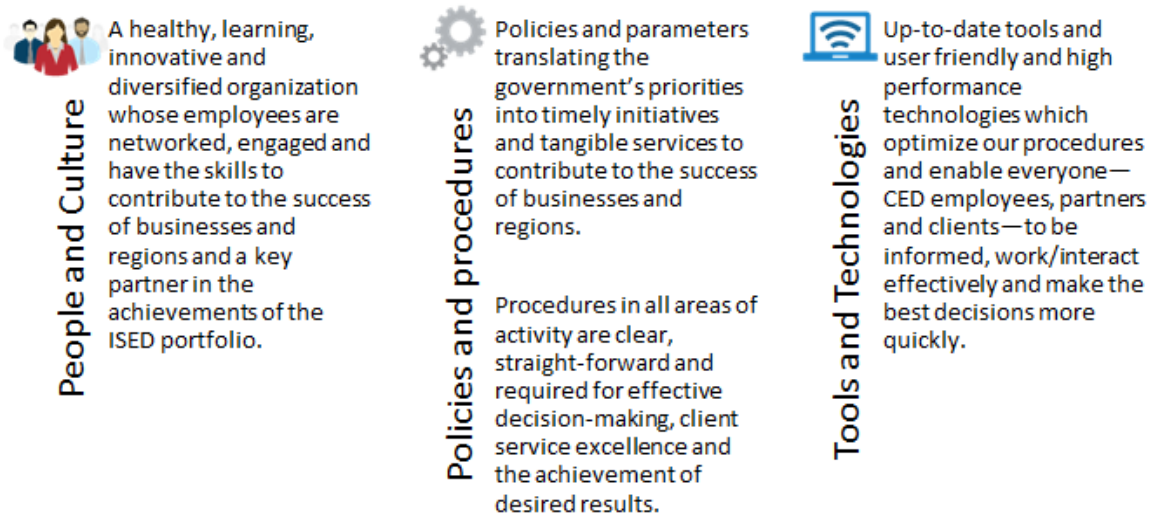 People and Culture
A healthy, learning,
innovative and
diversified organization
whose employees are
networked, engaged and
have the skills to
contribute to the success
of businesses and
regions and a key
partner in the
achievements of the
ISED portfolio.
Policies and procedures
Policies and parameters
translating the
government's priorities
into timely initiatives
and tangible services to
contribute to the success
of businesses and
regions.
Procedures in all areas of
activity are clear,
straight-forward and
required for effective
decision-making, client
service excellence and
the achievement of
desired results.
Tools and Technologies
Up-to-date tools and
user friendly and high
performance
technologies which
optimize our procedures
and enable everyone—
CED employees, partners
and clients—to be
informed, work/interact
effectively and make the
best decisions more
quickly.